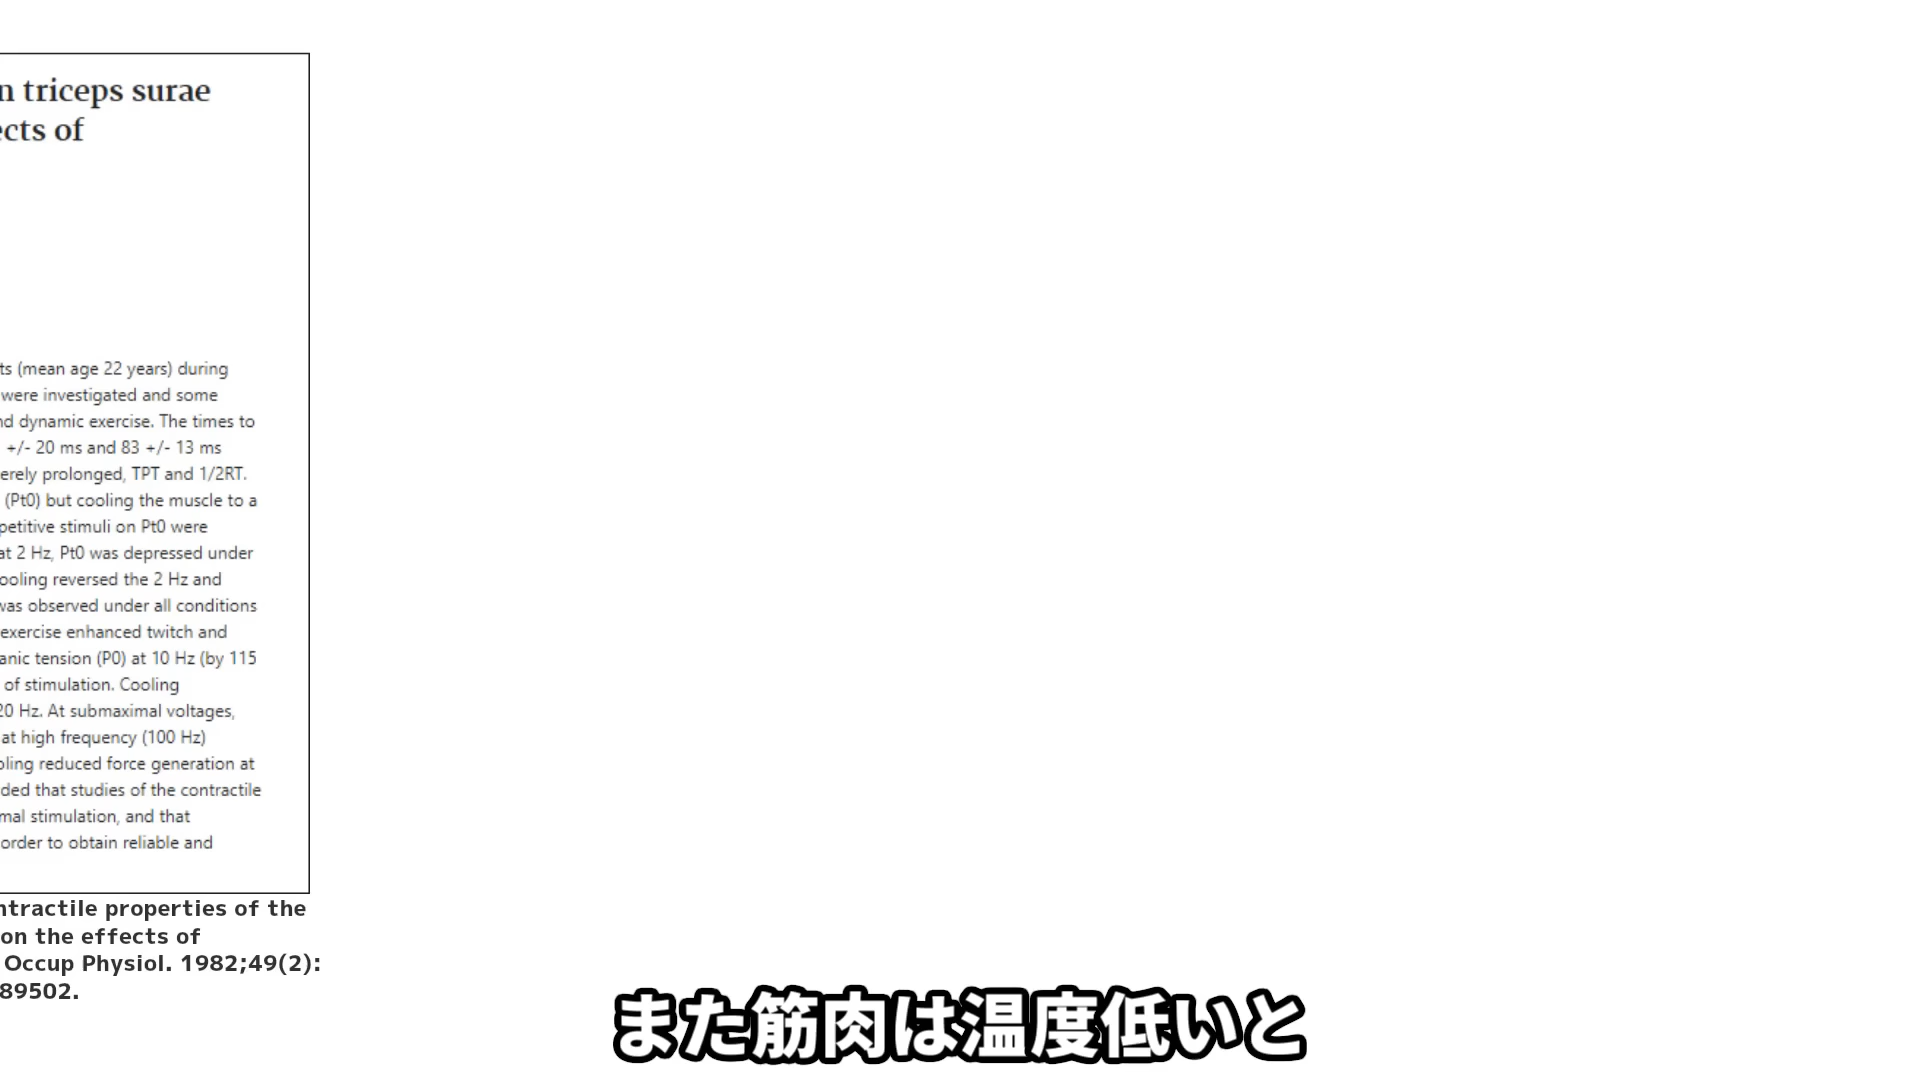 n triceps surae
ects of
ts (mean age 22 years) during
were investigated and some
nd dynamic exercise. The times to
+/- 20 ms and 83 +/- 13 ms
erely prolonged, TPT and 1/2RT.
(Pt0) but cooling the muscle to a
petitive stimuli on Pt0 were
at 2 Hz, Pt0 was depressed under
ooling reversed the 2 Hz and
was observed under all conditions
exercise enhanced twitch and
anic tension (P0) at 10 Hz (by 115
of stimulation. Cooling
20 Hz. At submaximal voltages,
at high frequency (100 Hz)
oling reduced force generation at
ded that studies of the contractile
mal stimulation, and that
order to obtain reliable and
ntractile properties of the
on the effects of
Occup Physiol. 1982;49(2):
89502.
また筋肉は温度低いと